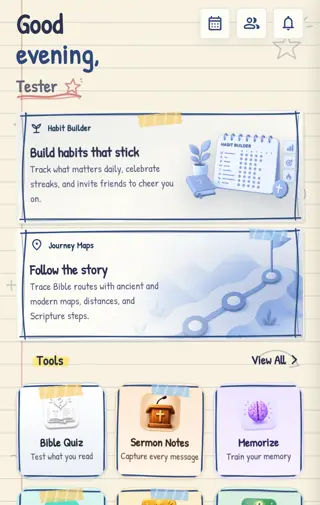 Good
evening,
Tester
Habit Builder
Build habits that stick
Track what matters daily, celebrate
streaks, and invite friends to cheer you
on.
HABIT BUILDER
Journey Maps
Follow the story
Trace Bible routes with ancient and
modern maps, distances, and
Scripture steps.
Tools
View All
Bible Quiz
Test what you read
Sermon Notes
Capture every message
Memorize
Train your memory